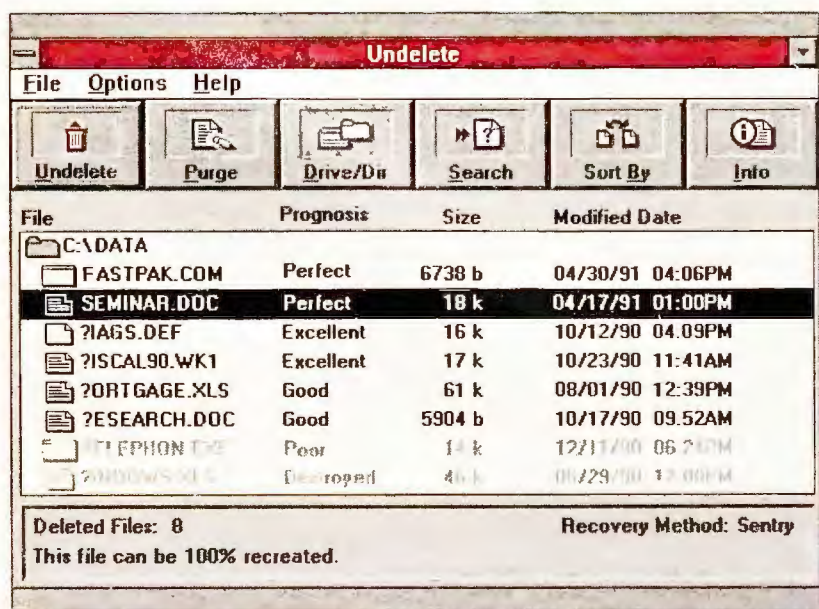 Undelete
File Options Help
Undelete Purge Drive/Dir Search Sort By Info
File Prognosis Size Modified Date
C:\DATA
FASTPAK.COM Perfect 6738 b 04/30/91 04:06PM
SEMINAR.DOC Perfect 18 k 04/17/91 01:00PM
?IAGS.DEF Excellent 16 k 10/12/90 04:09PM
?ISCAL90.WK1 Excellent 17 k 10/23/90 11:41AM
?ORTGAGE.XLS Good 61 k 08/01/90 12:39PM
?ESEARCH.DOC Good 5904 b 10/17/90 09:52AM
Poor k
Destroyed
Deleted Files: 8 Recovery Method: Sentry
This file can be 100% recreated.